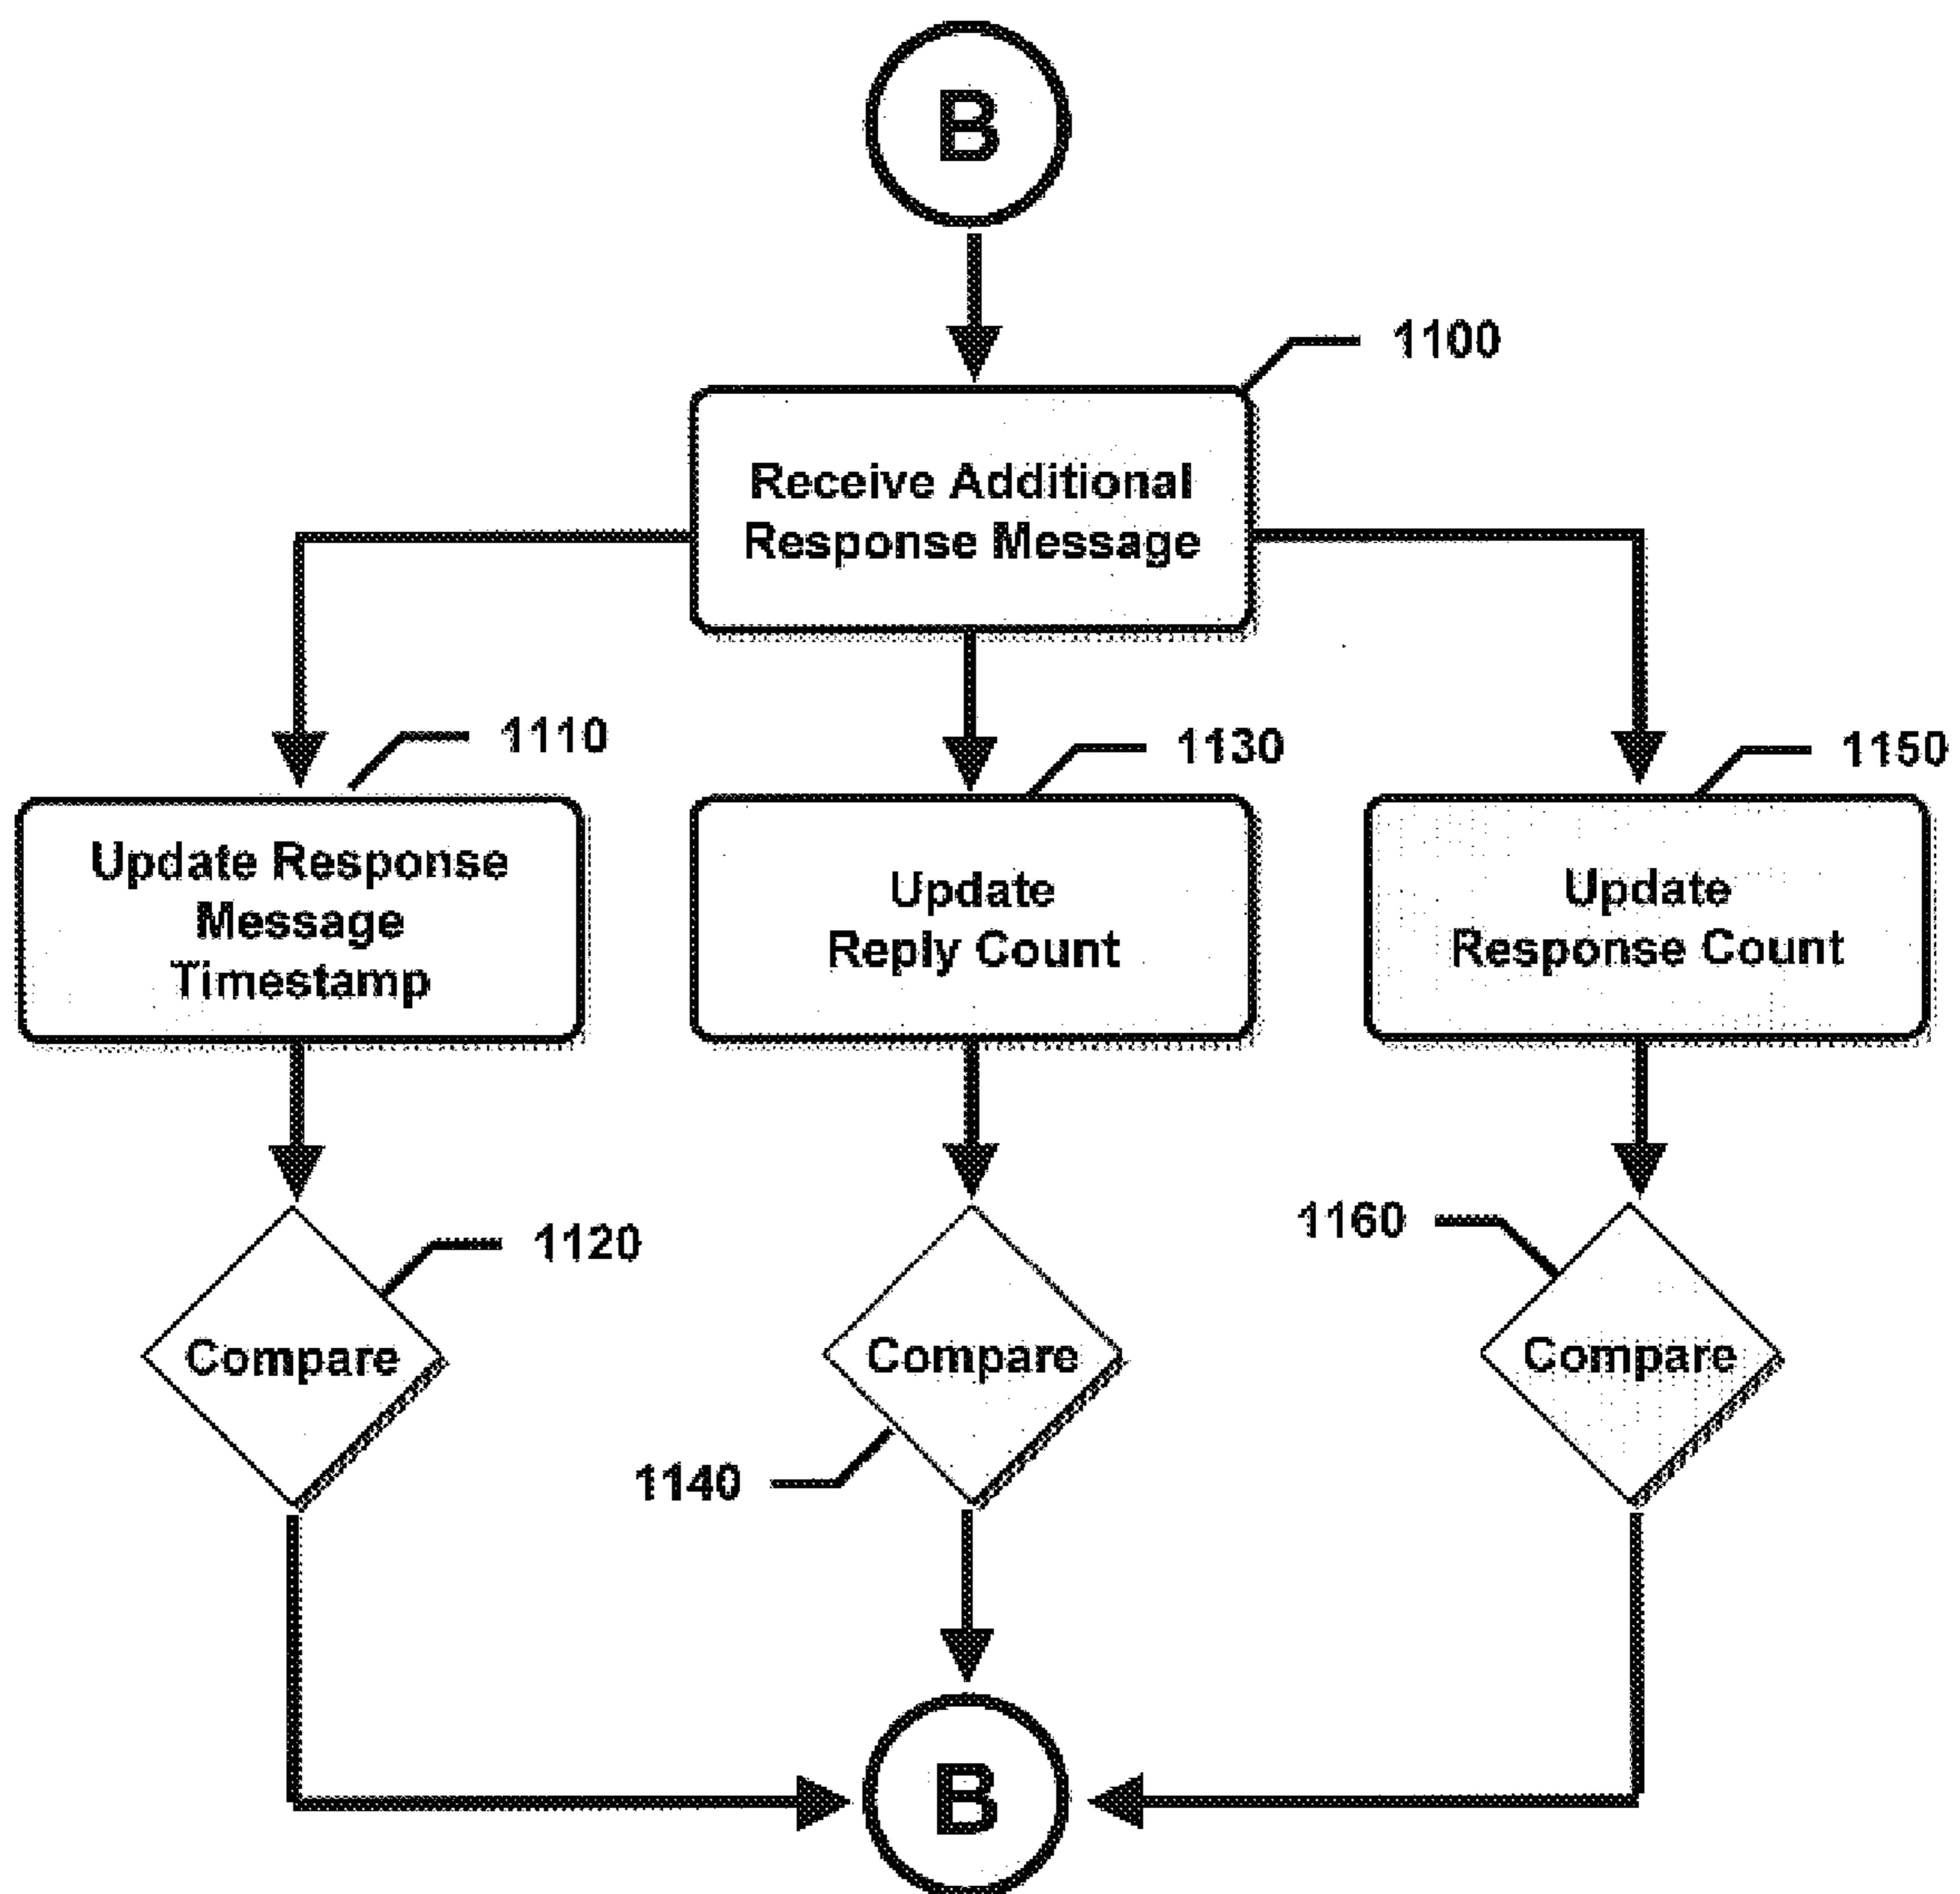 B
1100
Receive Additional
Response Message
1110
1130
1150
Update Response
Message
Timestamp
Update
Reply Count
Update
Response Count
1120
1160
Compare
Compare
Compare
1140
B